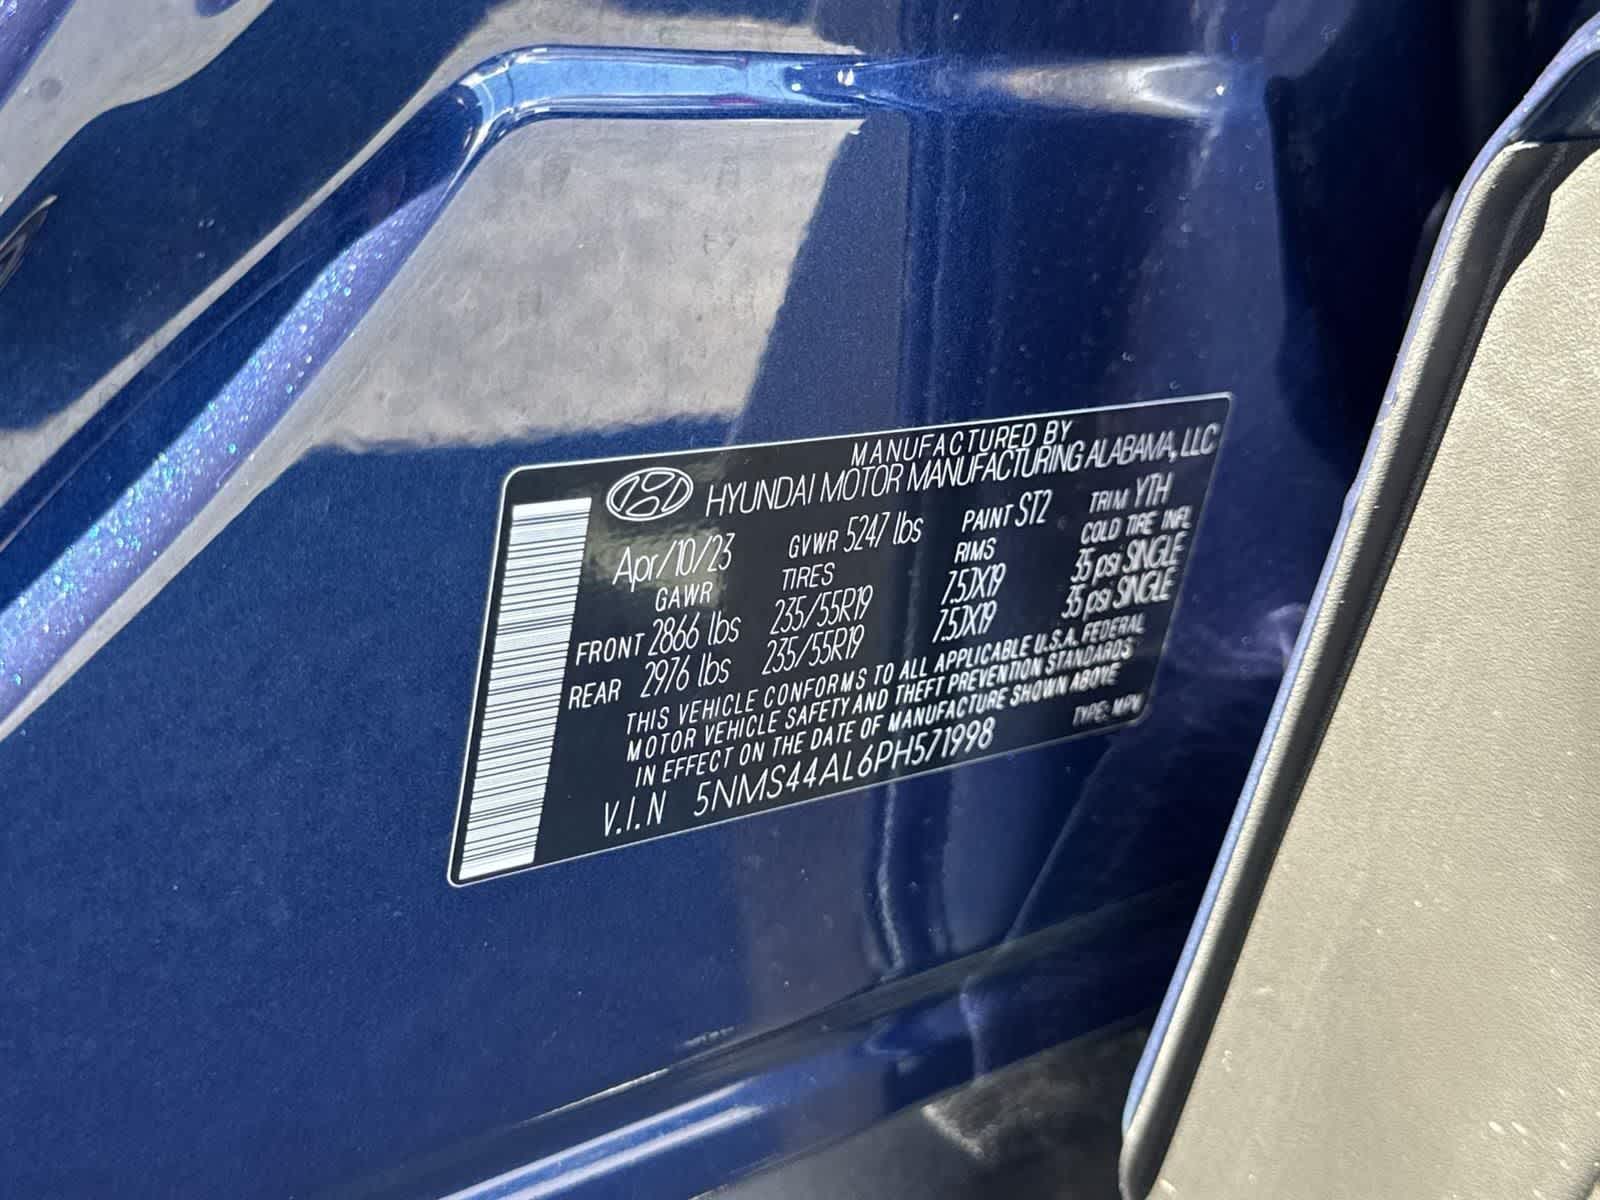 MANUFACTURED BY
HYUNDAI MOTOR MANUFACTURING ALABAMA, LLC
Apr/10/23 GVWR 5247 lbs PAINT ST2 TRIM YTH
GAWR TIRES RIMS COLD TIRE INFL
FRONT 2866 lbs 235/55R19 7.5JX19 35 psi SINGLE
REAR 2976 lbs 235/55R19 7.5JX19 35 psi SINGLE
THIS VEHICLE CONFORMS TO ALL APPLICABLE U.S.A. FEDERAL
MOTOR VEHICLE SAFETY AND THEFT PREVENTION STANDARDS
IN EFFECT ON THE DATE OF MANUFACTURE SHOWN ABOVE
V.I.N 5NMS44AL6PH571998 TYPE: MPV